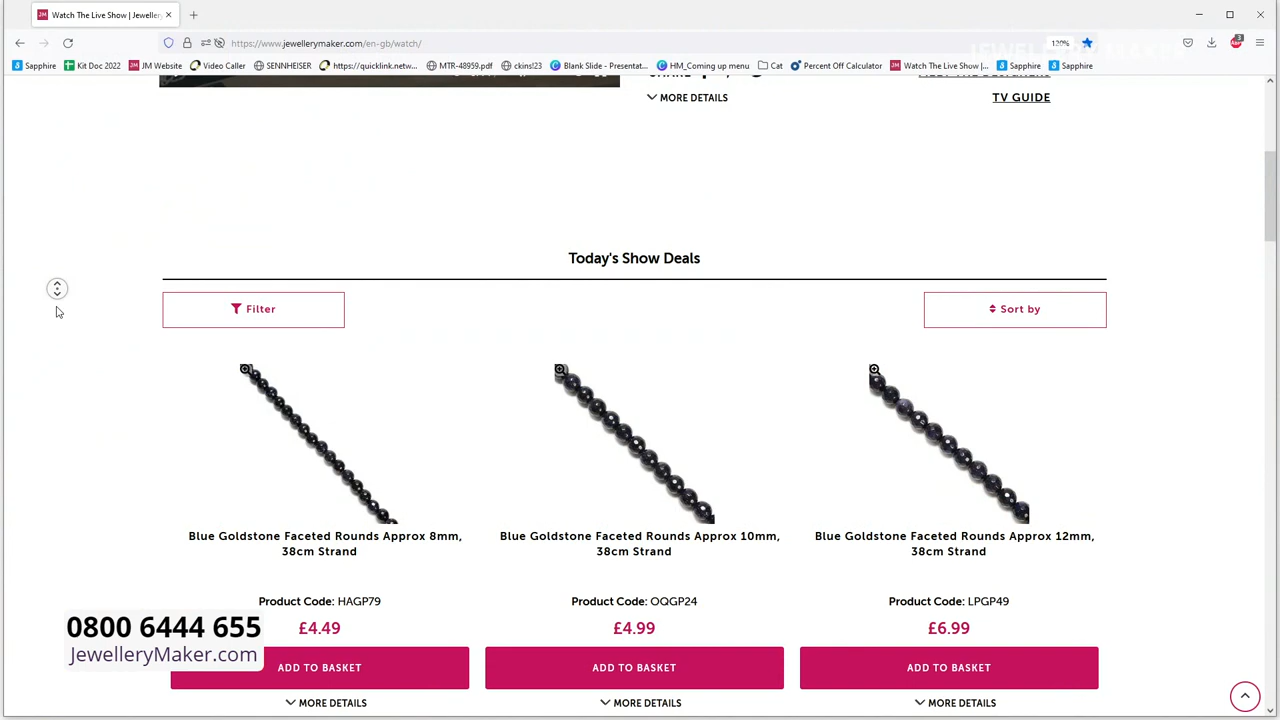 Watch The Live Show | Jewellery
https://www.jewellerymaker.com/en-gb/watch/
120%
Sapphire
Kit Doc 2022
JM Website
Video Caller
SENNHEISER
https://quicklink.netw...
MTR-48959.pdf
ckins13
Blank Slide - Presentat...
HM_Coming up menu
Cat
Percent Off Calculator
Watch The Live Show |...
Sapphire
Sapphire
MORE DETAILS
TV GUIDE
Today's Show Deals
Filter
Sort by
Blue Goldstone Faceted Rounds Approx 8mm,
38cm Strand
Product Code: HAGP79
£4.49
ADD TO BASKET
MORE DETAILS
Blue Goldstone Faceted Rounds Approx 10mm,
38cm Strand
Product Code: OQGP24
£4.99
ADD TO BASKET
MORE DETAILS
Blue Goldstone Faceted Rounds Approx 12mm,
38cm Strand
Product Code: LPGP49
£6.99
ADD TO BASKET
MORE DETAILS
0800 6444 655
JewelleryMaker.com